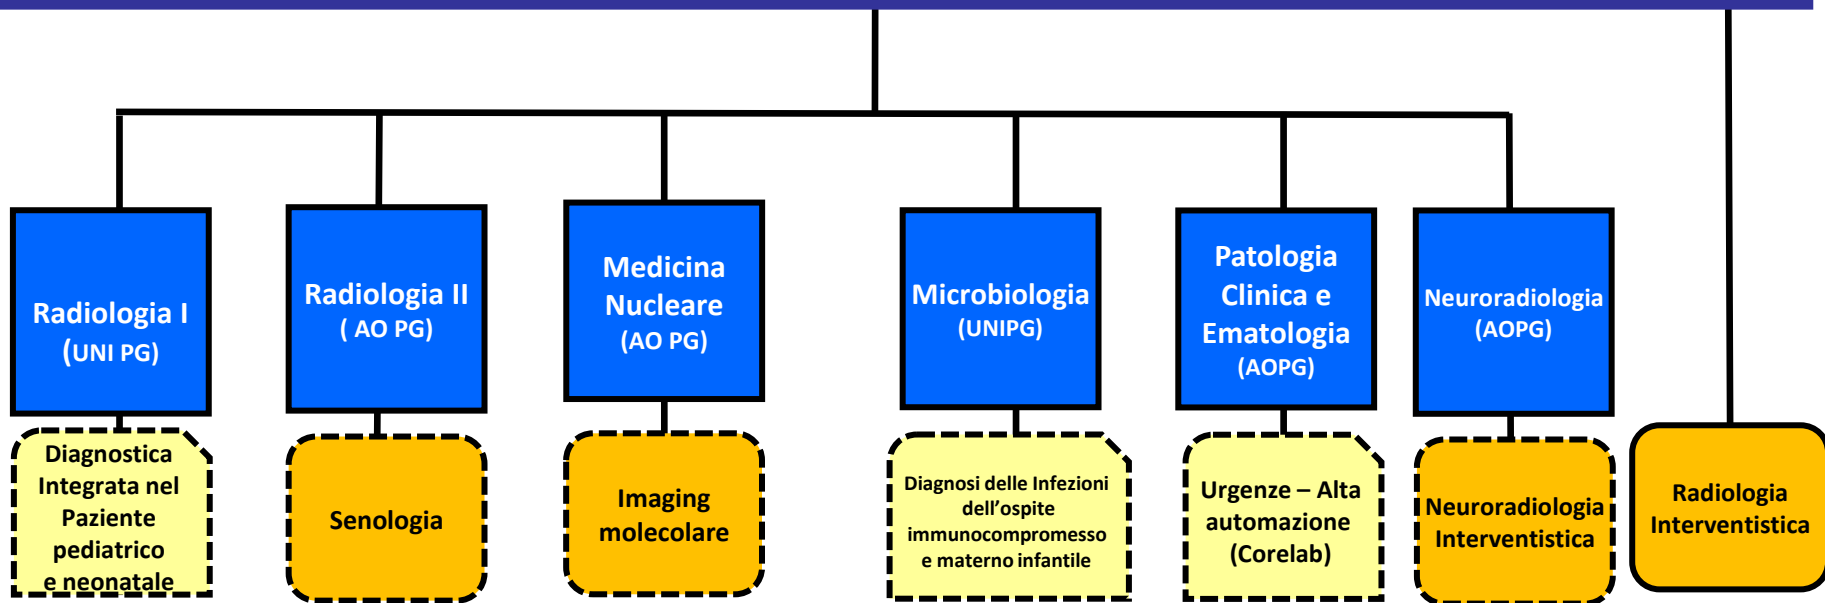 Radiologia I
(UNI PG)
Radiologia II
( AO PG)
Medicina
Nucleare
(AO PG)
Microbiologia
(UNIPG)
Patologia
Clinica e
Ematologia
(AOPG)
Neuroradiologia
(AOPG)
Diagnostica
Integrata nel
Paziente
pediatrico
e neonatale
Senologia
Imaging
molecolare
Diagnosi delle Infezioni
dell’ospite
immunocompromesso
e materno infantile
Urgenze – Alta
automazione
(Corelab)
Neuroradiologia
Interventistica
Radiologia
Interventistica